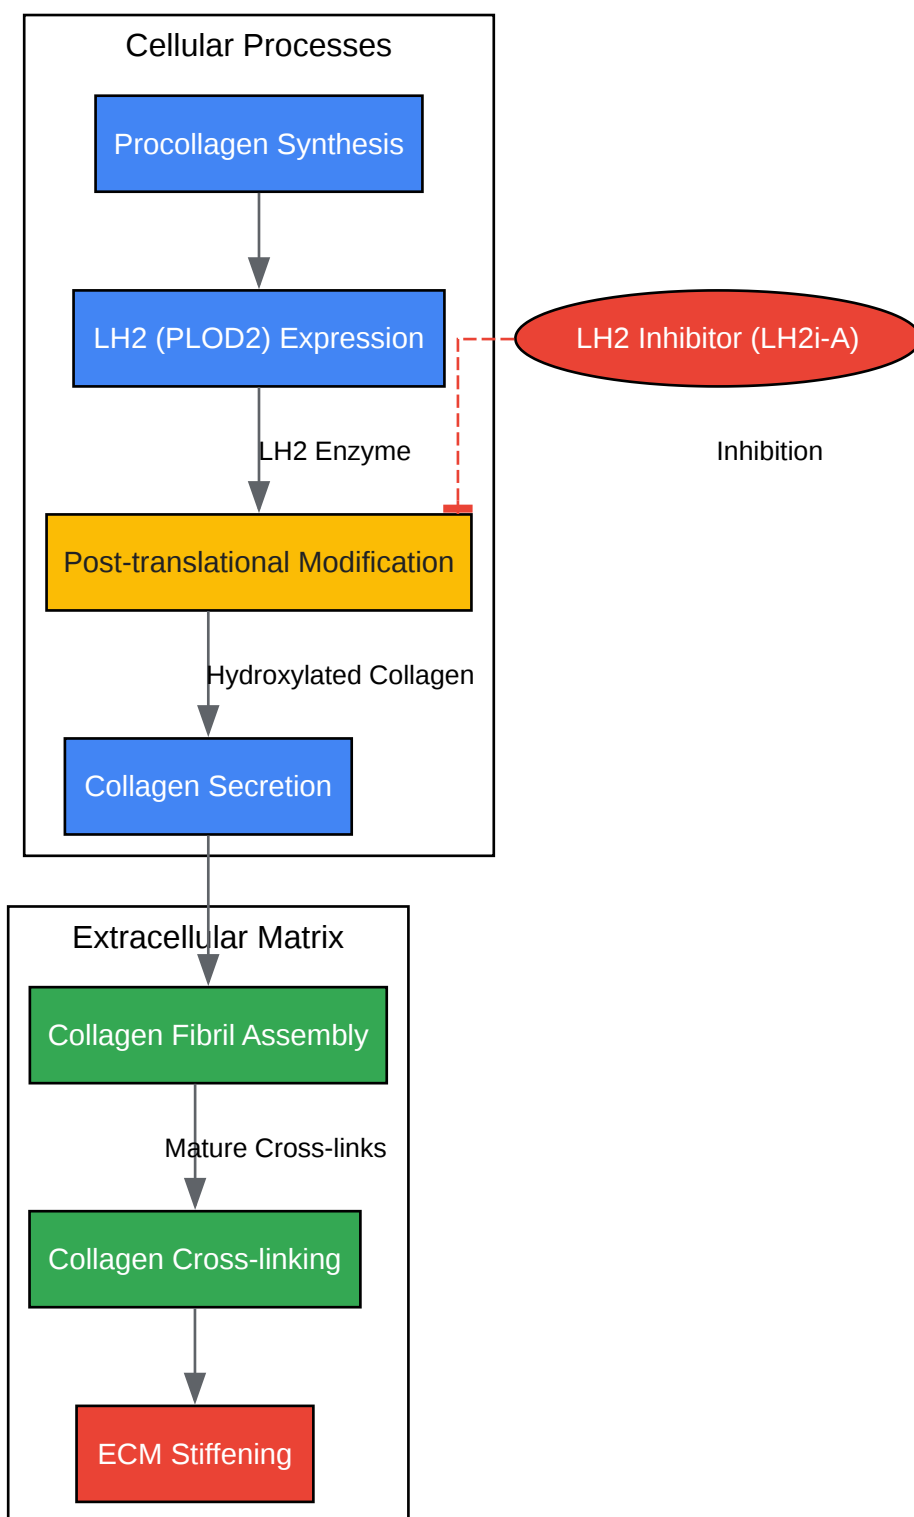 Cellular Processes
Procollagen Synthesis
LH2 (PLOD2) Expression
LH2 Inhibitor (LH2i-A)
LH2 Enzyme
Inhibition
Post-translational Modification
Hydroxylated Collagen
Collagen Secretion
Extracellular Matrix
Collagen Fibril Assembly
Mature Cross-links
Collagen Cross-linking
ECM Stiffening